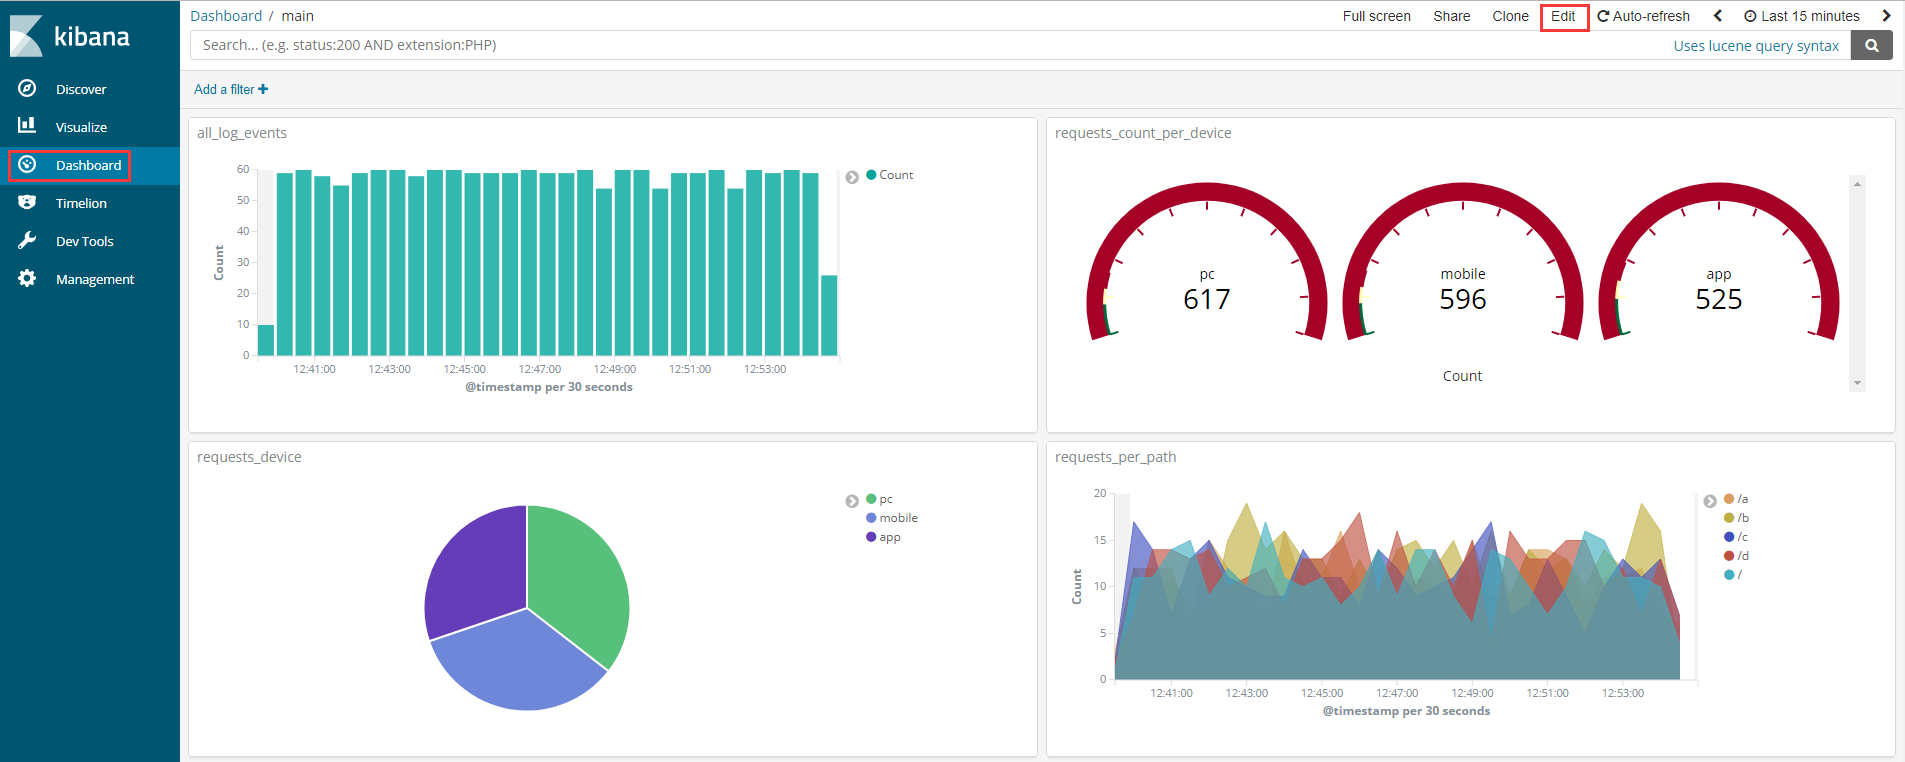 kibana
Discover
Visualize
Dashboard
Timelion
Dev Tools
Management
Dashboard / main
Full screen Share Clone Edit Auto-refresh Last 15 minutes
Search... (e.g. status:200 AND extension:PHP) Uses lucene query syntax
Add a filter
all_log_events
60
50
40
30
20
10
0
Count
12:41:00 12:43:00 12:45:00 12:47:00 12:49:00 12:51:00 12:53:00
@timestamp per 30 seconds
Count
requests_count_per_device
pc
617
mobile
596
app
525
Count
requests_device
pc
mobile
app
requests_per_path
20
15
10
5
0
Count
12:41:00 12:43:00 12:45:00 12:47:00 12:49:00 12:51:00 12:53:00
@timestamp per 30 seconds
/a
/b
/c
/d
/